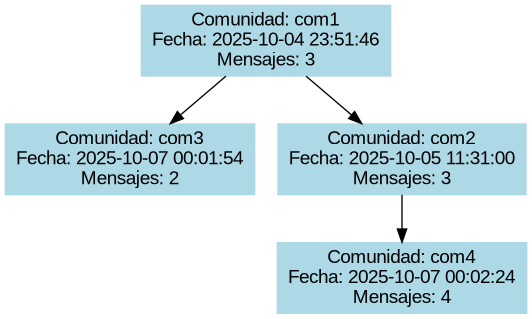 Comunidad: com1
Fecha: 2025-10-04 23:51:46
Mensajes: 3
Comunidad: com3
Fecha: 2025-10-07 00:01:54
Mensajes: 2
Comunidad: com2
Fecha: 2025-10-05 11:31:00
Mensajes: 3
Comunidad: com4
Fecha: 2025-10-07 00:02:24
Mensajes: 4